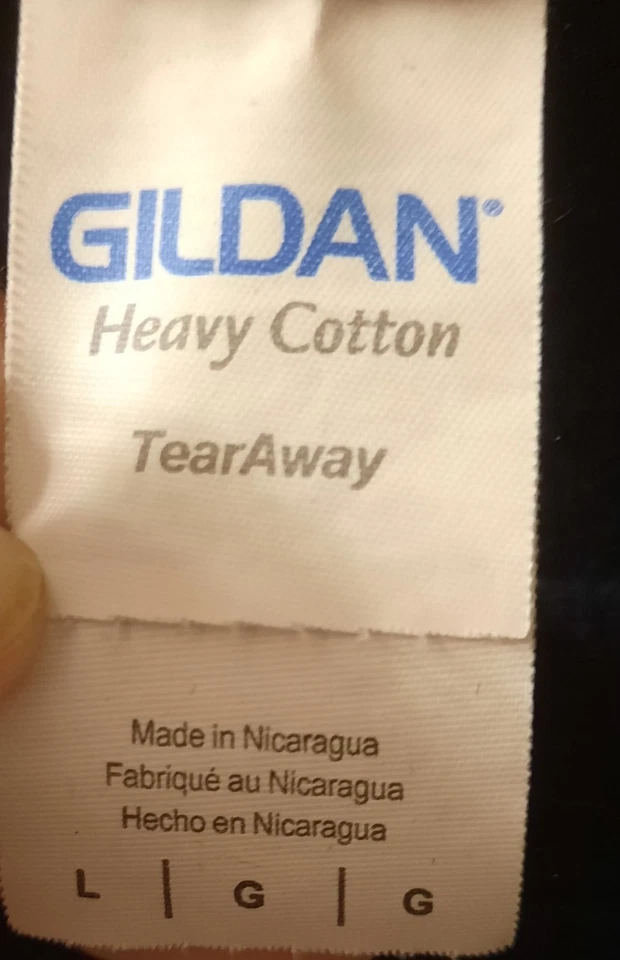 GILDAN®
Heavy Cotton
TearAway
Made in Nicaragua
Fabriqué au Nicaragua
Hecho en Nicaragua
L | G | G